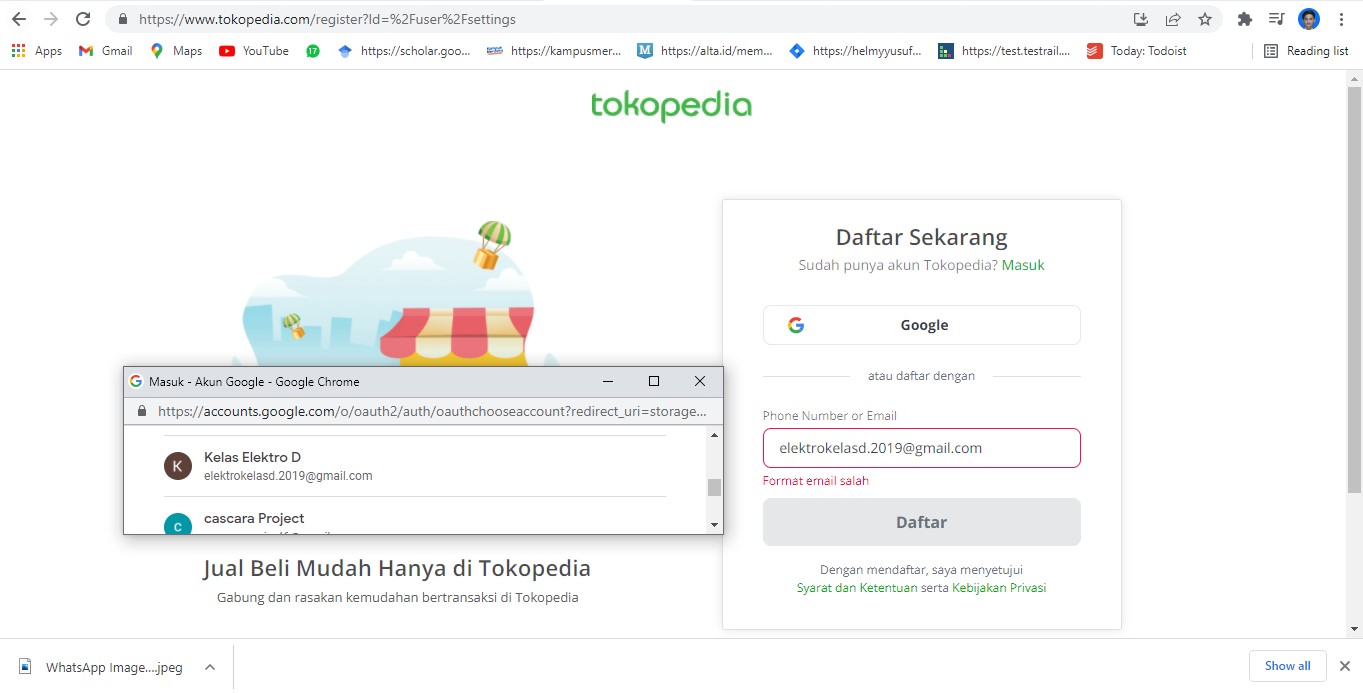 https://www.tokopedia.com/register?ld=%2Fuser%2Fsettings
Apps
Gmail
Maps
YouTube
17
https://scholar.goo...
https://kampusmer...
M
https://alta.id/mem...
https://helmyyusuf...
https://test.testrail....
Today: Todoist
Reading list
tokopedia
Daftar Sekarang
Sudah punya akun Tokopedia? Masuk
Google
atau daftar dengan
Phone Number or Email
elektrokelasd.2019@gmail.com
Format email salah
Daftar
Dengan mendaftar, saya menyetujui
Syarat dan Ketentuan serta Kebijakan Privasi
Masuk - Akun Google - Google Chrome
https://accounts.google.com/o/oauth2/auth/oauthchooseaccount?redirect_uri=storage...
K
Kelas Elektro D
elektrokelasd.2019@gmail.com
c
cascara Project
Jual Beli Mudah Hanya di Tokopedia
Gabung dan rasakan kemudahan bertransaksi di Tokopedia
WhatsApp Image....jpeg
Show all